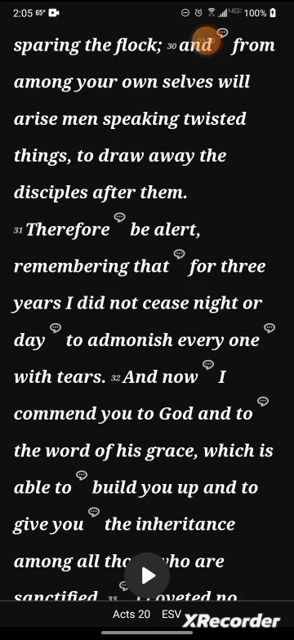 2:05 65° 100%
sparing the flock; 30 and from
among your own selves will
arise men speaking twisted
things, to draw away the
disciples after them.
31 Therefore be alert,
remembering that for three
years I did not cease night or
day to admonish every one
with tears. 32 And now I
commend you to God and to
the word of his grace, which is
able to build you up and to
give you the inheritance
among all those who are
sanctified. 33 I coveted no
Acts 20 ESV
XRecorder